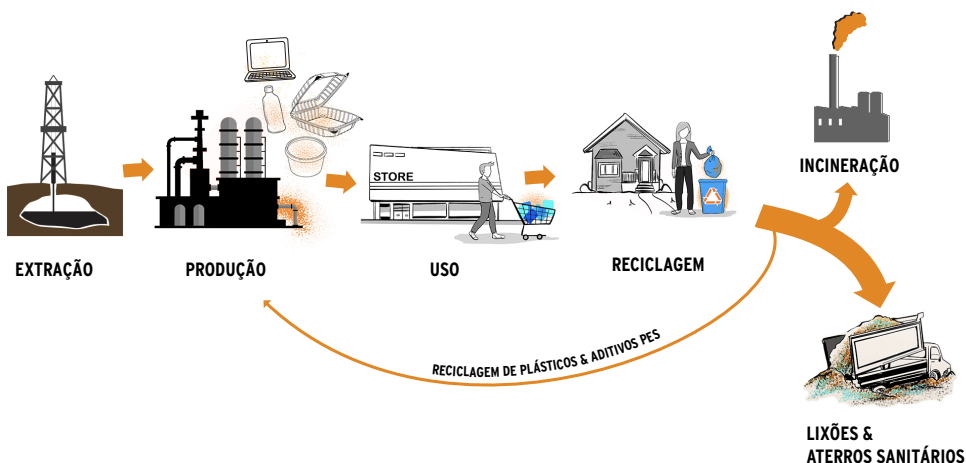 INCINERAÇÃO
STORE
EXTRAÇÃO
PRODUÇÃO
USO
RECICLAGEM
RECICLAGEM DE PLÁSTICOS & ADITIVOS PES
LIXÕES &
ATERROS SANITÁRIOS